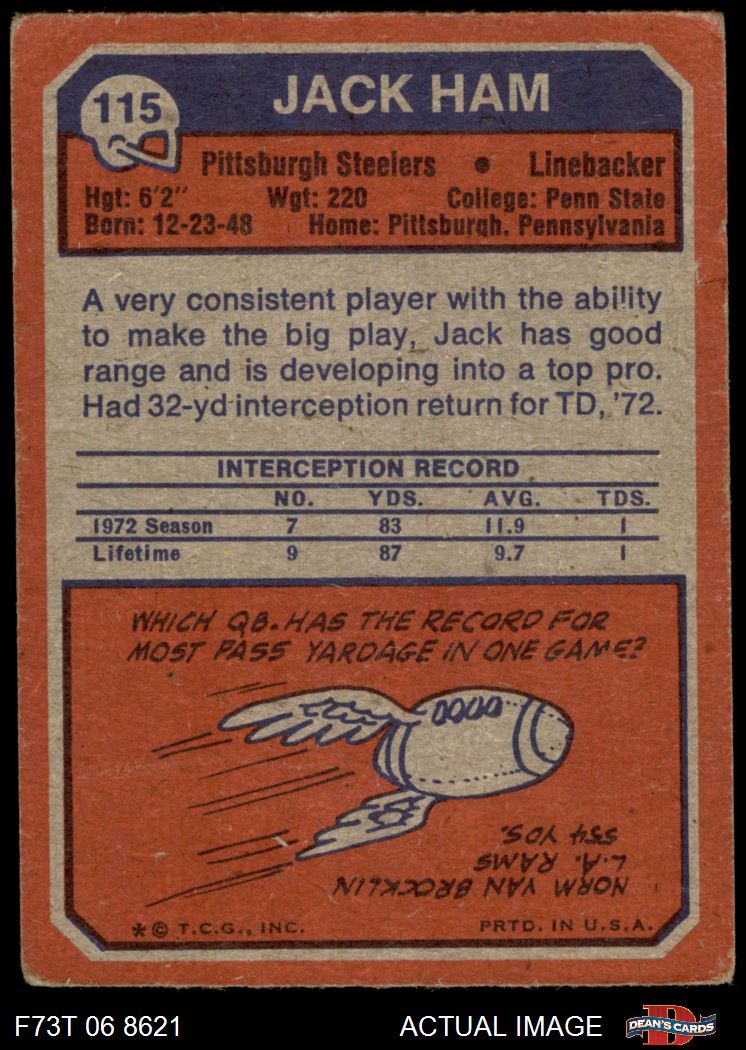 115
JACK HAM
Pittsburgh Steelers • Linebacker
Hgt: 6'2" Wgt: 220 College: Penn State
Born: 12-23-48 Home: Pittsburgh, Pennsylvania
A very consistent player with the ability
to make the big play, Jack has good
range and is developing into a top pro.
Had 32-yd interception return for TD, '72.
INTERCEPTION RECORD
NO. YDS. AVG. TDS.
1972 Season 7 83 11.9 1
Lifetime 9 87 9.7 1
WHICH QB. HAS THE RECORD FOR
MOST PASS YARDAGE IN ONE GAME?
NORM VAN BROCKLIN
L.A. RAMS
554 YDS.
* © T.C.G., INC. PRTD. IN U.S.A.
F73T 06 8621 ACTUAL IMAGE
D
DEAN'S CARDS